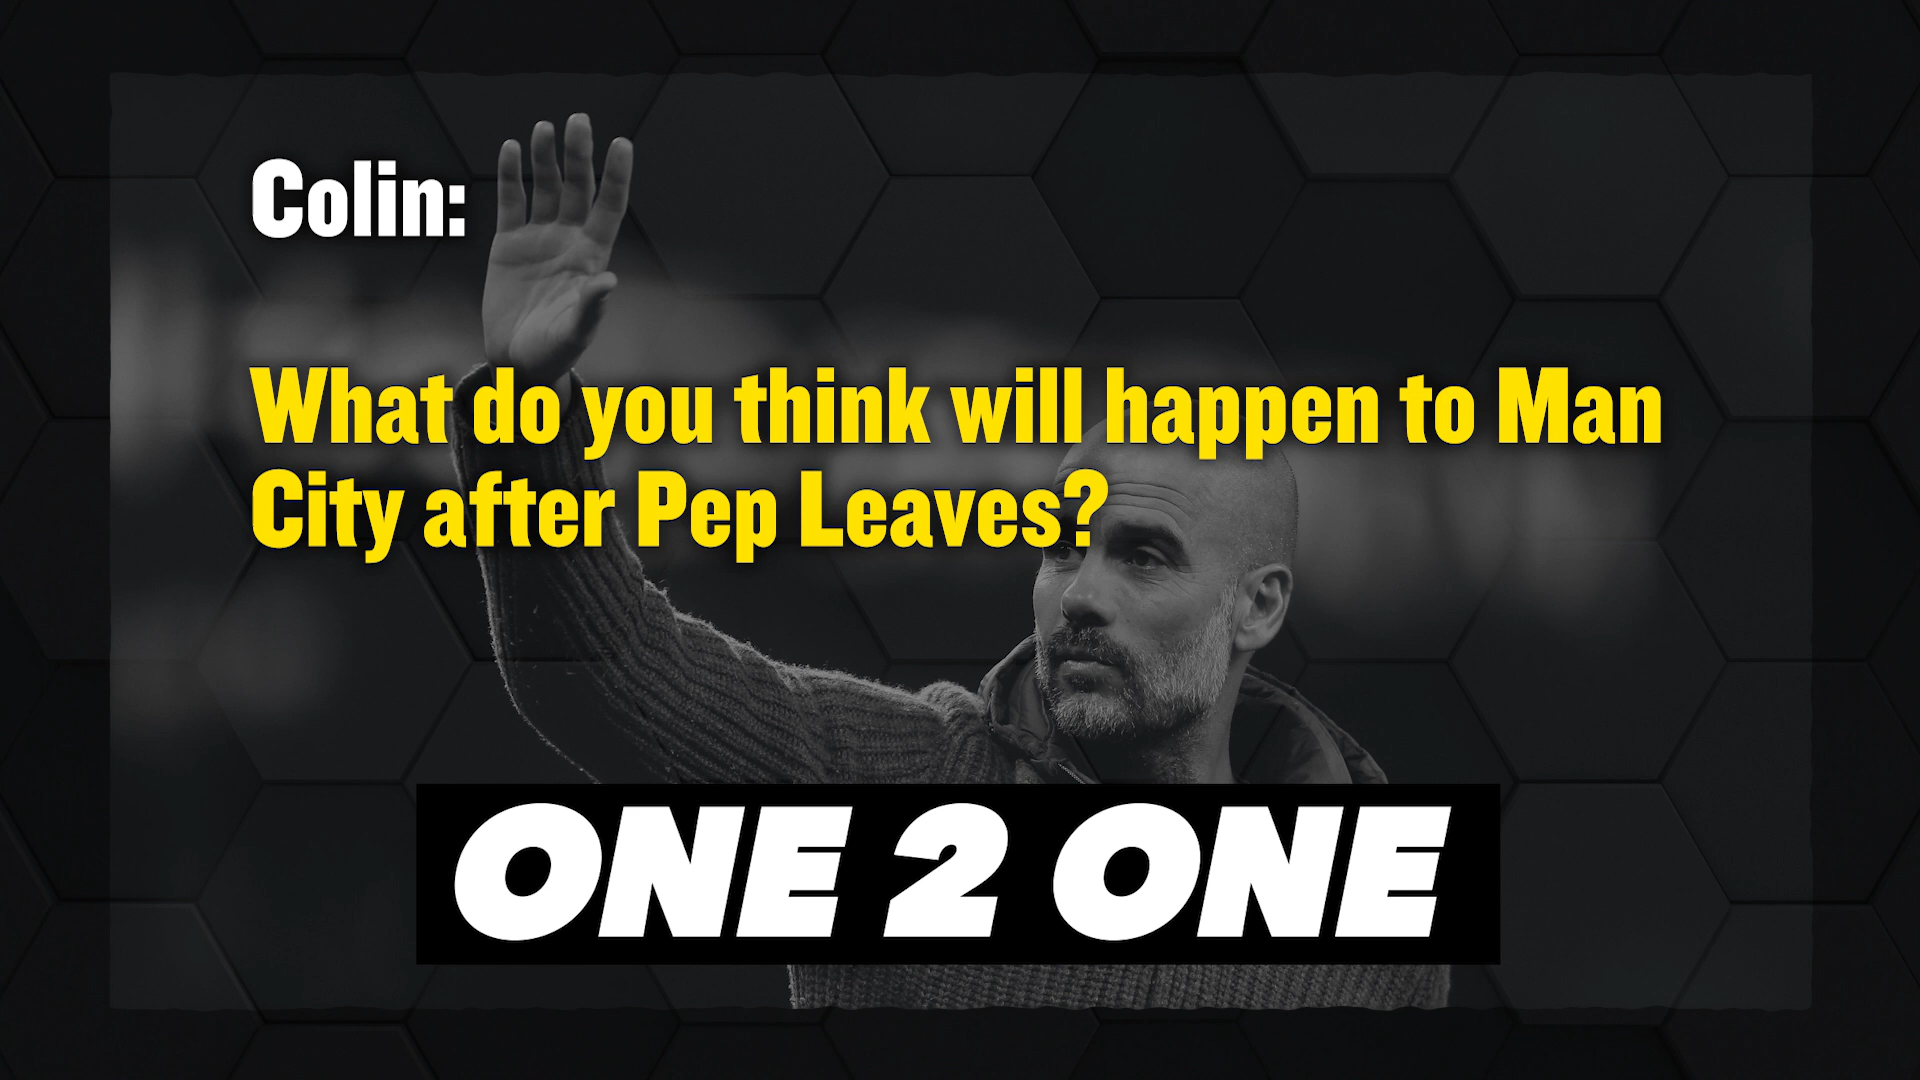 Colin:
What do you think will happen to Man
City after Pep Leaves?
ONE 2 ONE